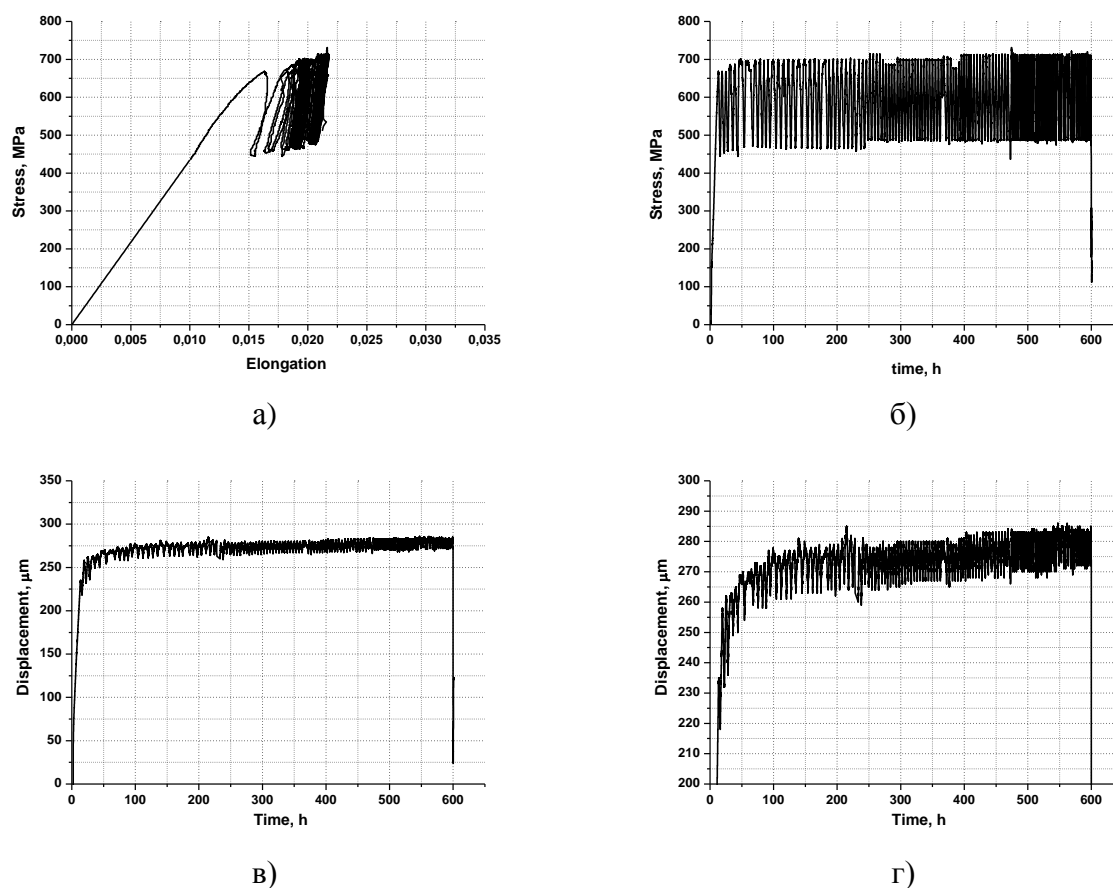 800
700
600
500
400
300
200
100
0
Stress, MPa
0,000 0,005 0,010 0,015 0,020 0,025 0,030 0,035
Elongation
а)
800
700
600
500
400
300
200
100
0
Stress, MPa
0 100 200 300 400 500 600
time, h
б)
350
300
250
200
150
100
50
0
Displacement, μm
0 100 200 300 400 500 600
Time, h
в)
300
290
280
270
260
250
240
230
220
210
200
Displacement, μm
0 100 200 300 400 500 600
Time, h
г)